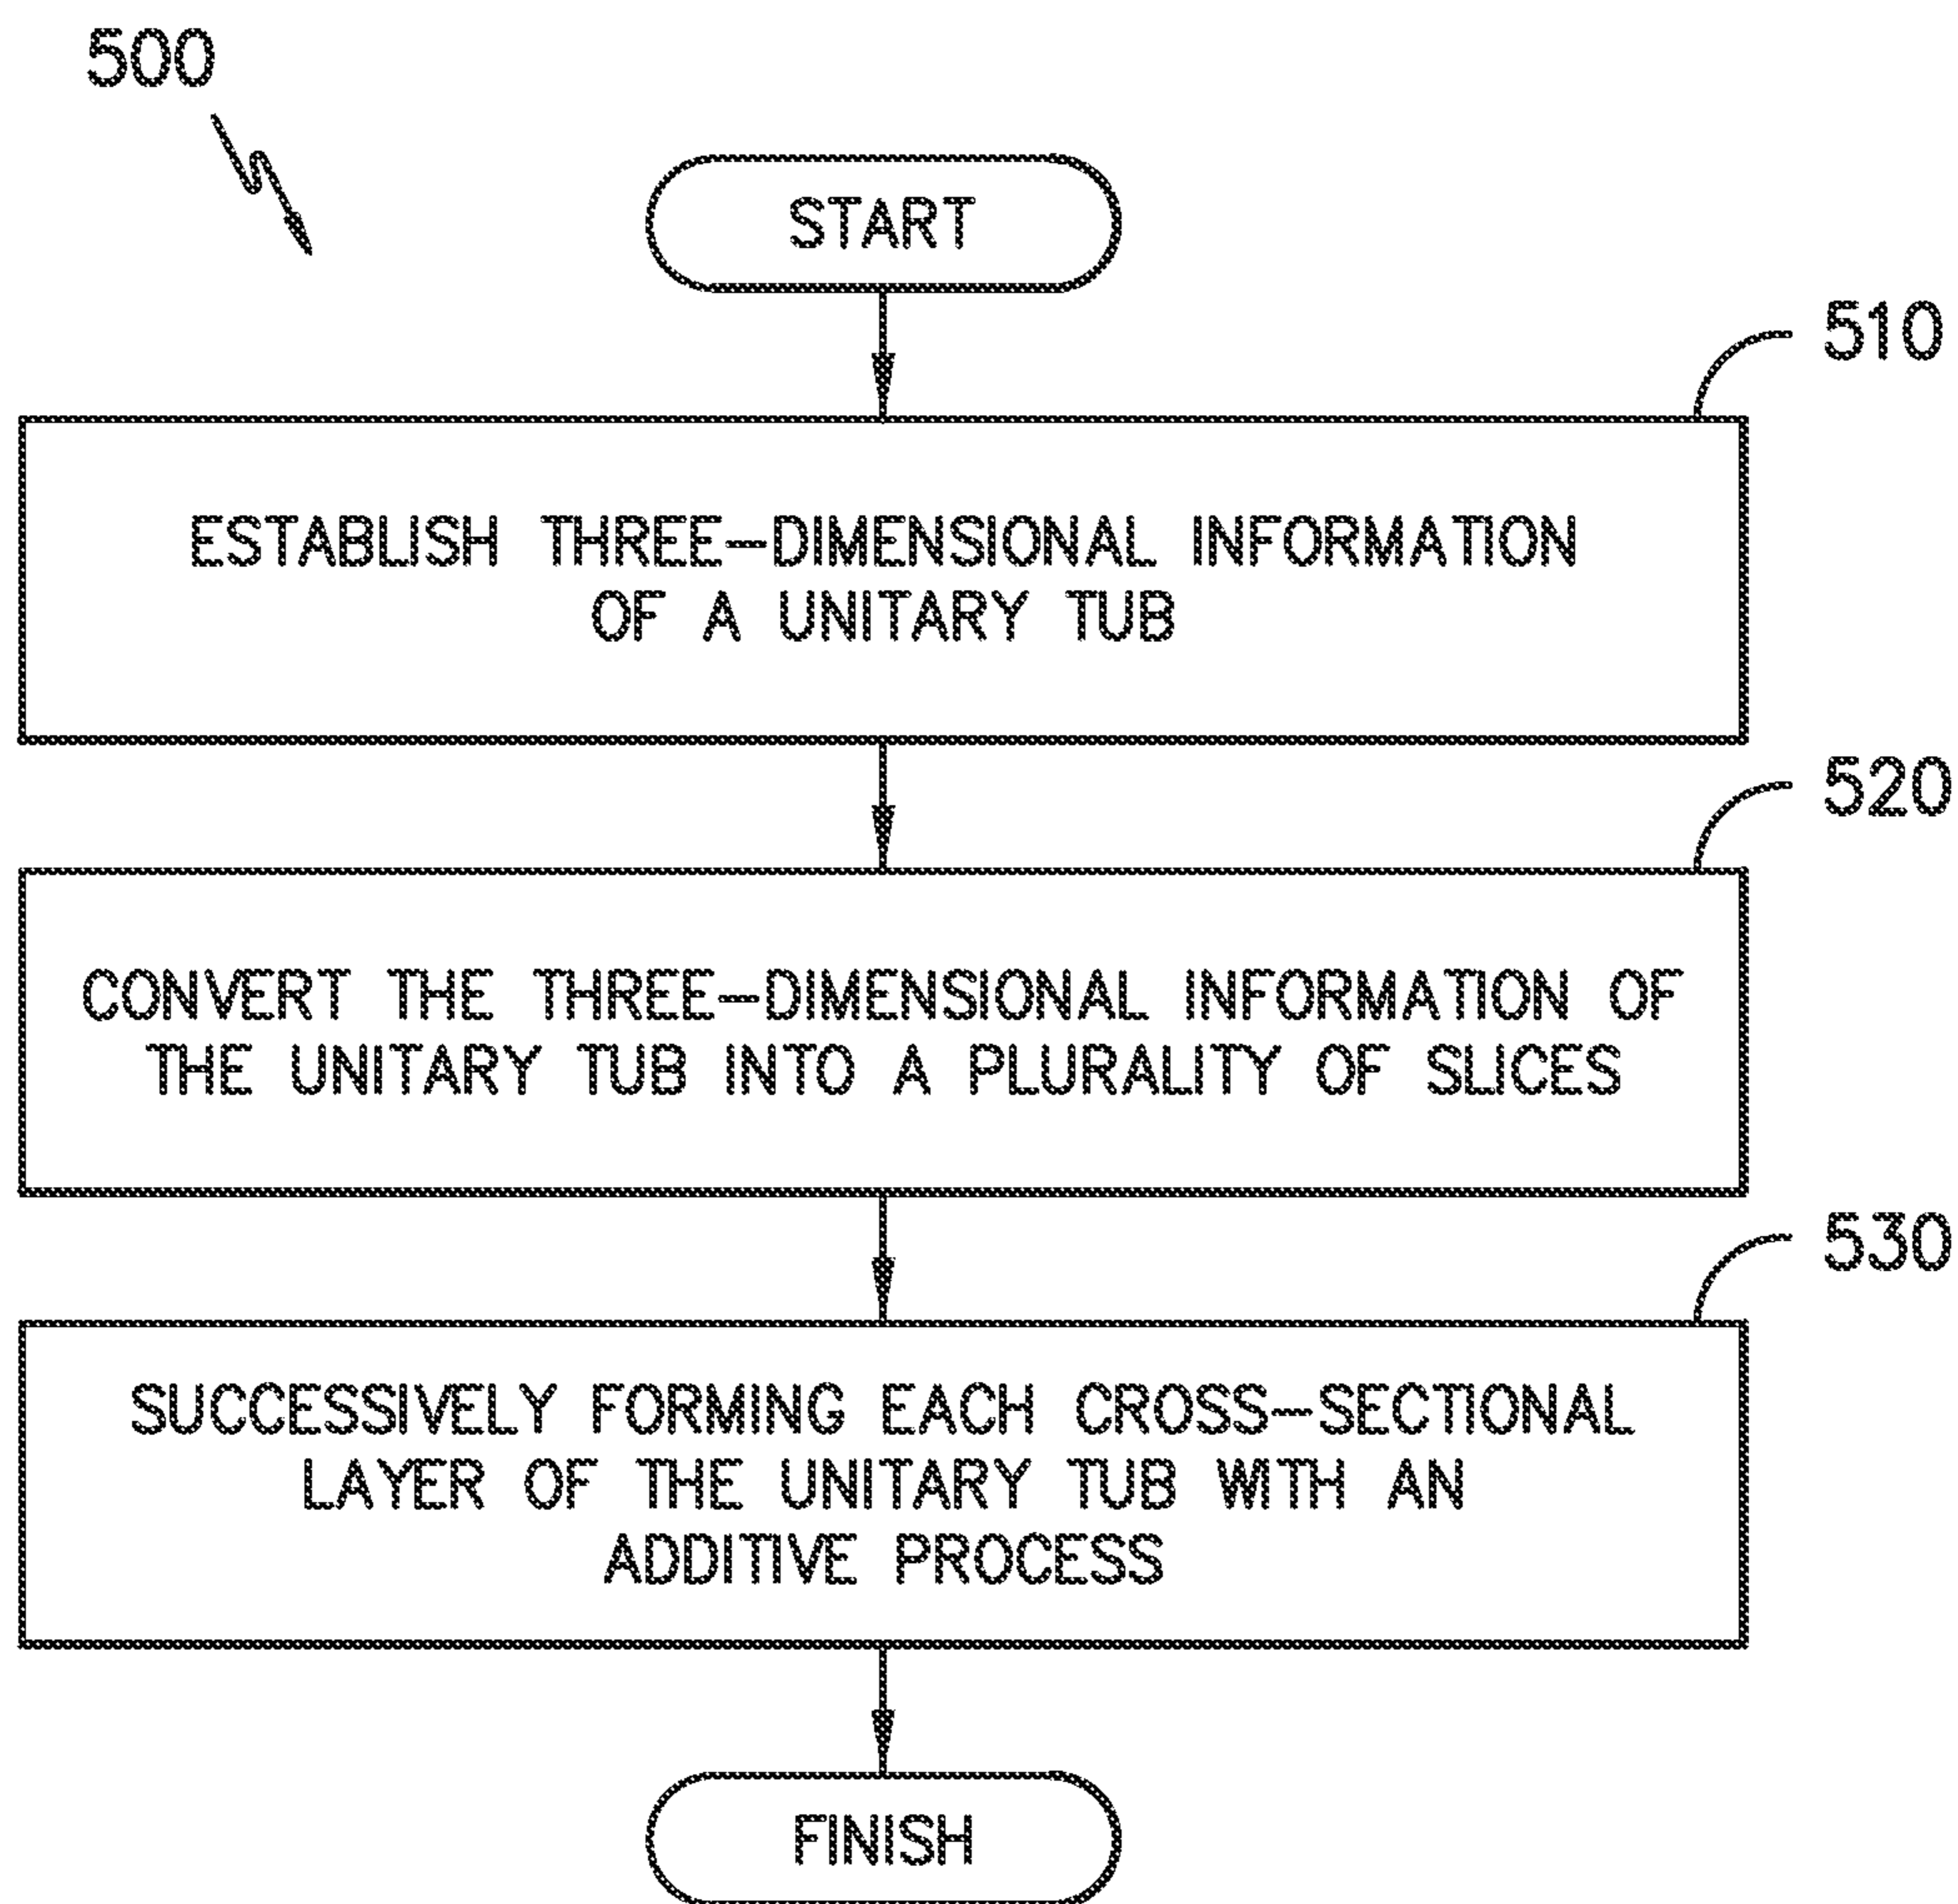 500
START
510
ESTABLISH THREE-DIMENSIONAL INFORMATION
OF A UNITARY TUB
520
CONVERT THE THREE-DIMENSIONAL INFORMATION OF
THE UNITARY TUB INTO A PLURALITY OF SLICES
530
SUCCESSIVELY FORMING EACH CROSS-SECTIONAL
LAYER OF THE UNITARY TUB WITH AN
ADDITIVE PROCESS
FINISH